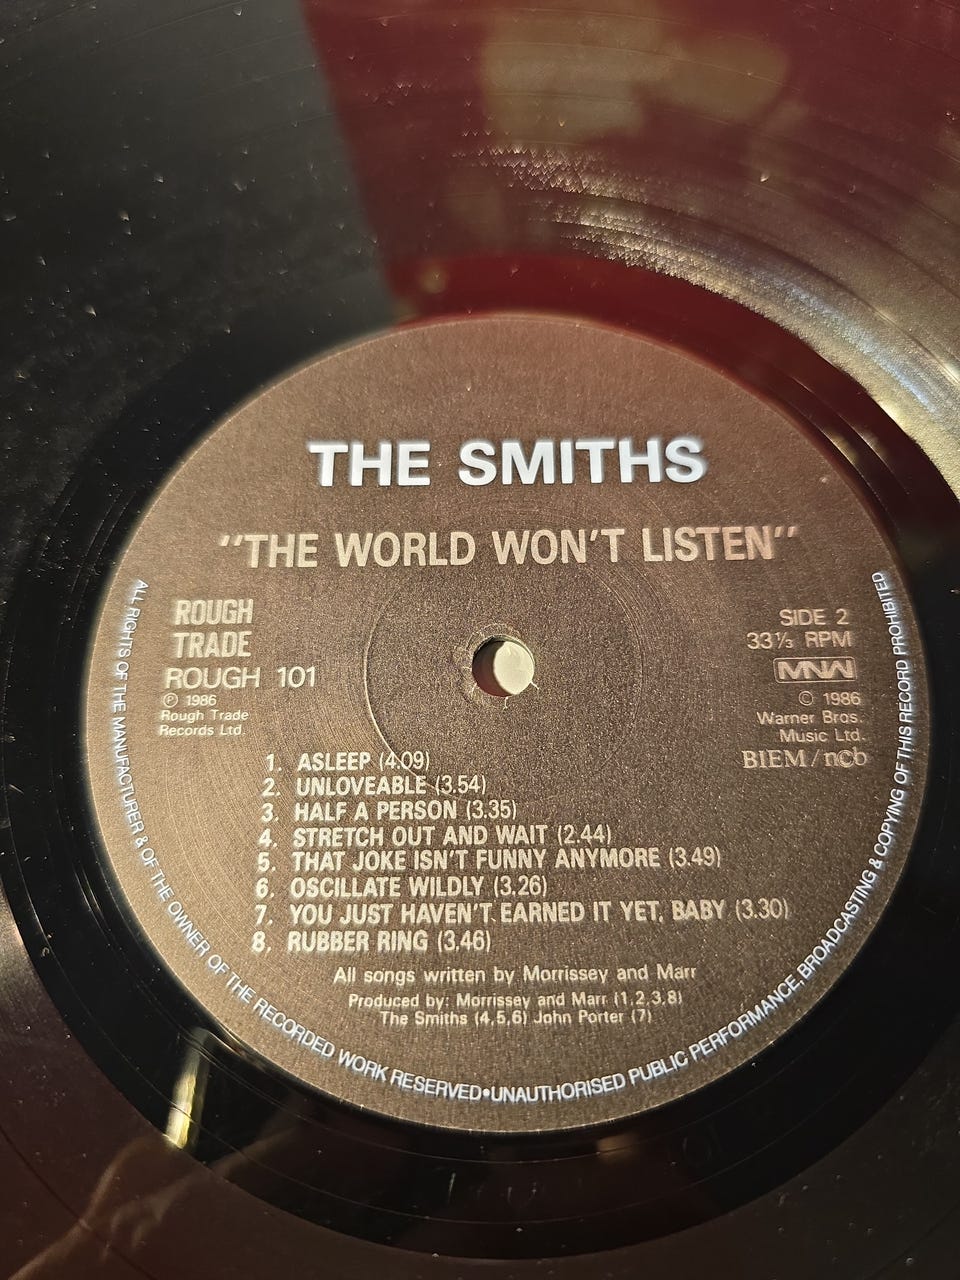 THE SMITHS
"THE WORLD WON'T LISTEN"
ROUGH
TRADE
ROUGH 101
Ⓟ 1986
Rough Trade
Records Ltd.
SIDE 2
33⅓ RPM
MNW
© 1986
Warner Bros.
Music Ltd.
BIEM/ncb
1. ASLEEP (4.09)
2. UNLOVEABLE (3.54)
3. HALF A PERSON (3.35)
4. STRETCH OUT AND WAIT (2.44)
5. THAT JOKE ISN'T FUNNY ANYMORE (3.49)
6. OSCILLATE WILDLY (3.26)
7. YOU JUST HAVEN'T EARNED IT YET, BABY (3.30)
8. RUBBER RING (3.46)
All songs written by Morrissey and Marr
Produced by: Morrissey and Marr (1,2,3,8)
The Smiths (4,5,6) John Porter (7)
ALL RIGHTS OF THE MANUFACTURER & OF THE OWNER OF THE RECORDED WORK RESERVED•UNAUTHORISED PUBLIC PERFORMANCE, BROADCASTING & COPYING OF THIS RECORD PROHIBITED